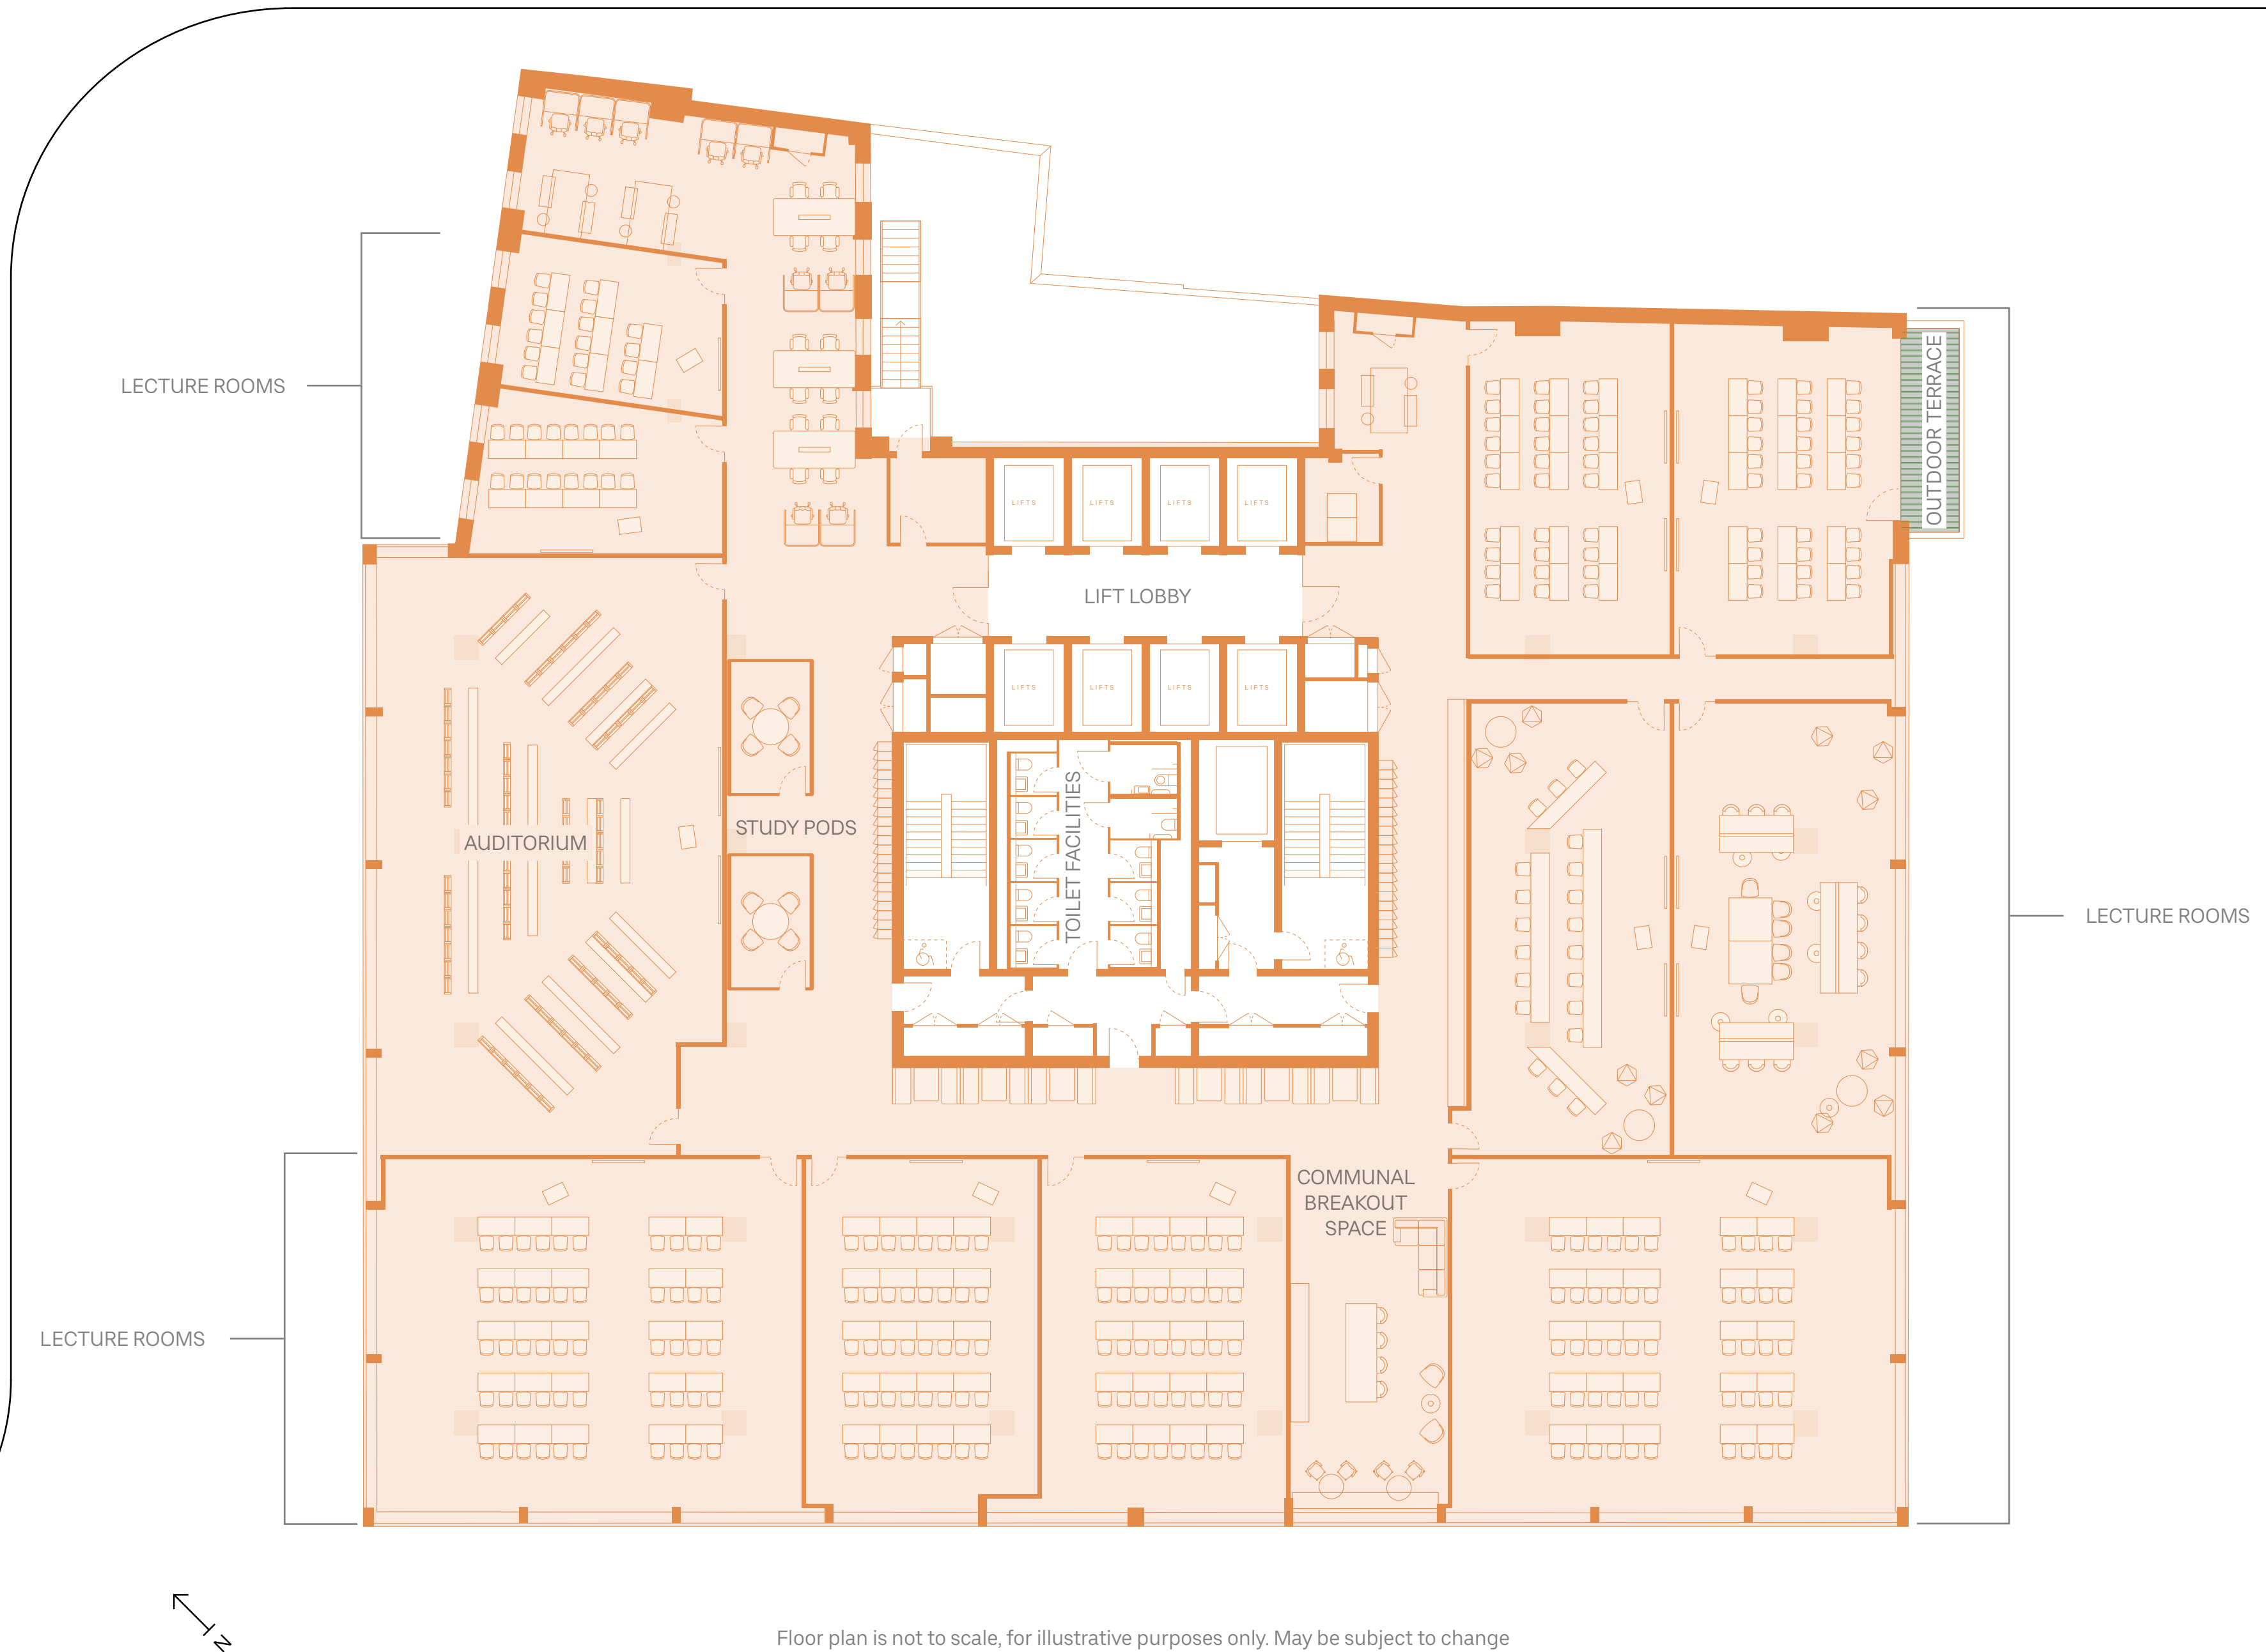 OUTDOOR TERRACE
LECTURE ROOMS
LIFTS
LIFTS
LIFTS
LIFTS
LIFT LOBBY
LIFTS
LIFTS
LIFTS
LIFTS
AUDITORIUM
STUDY PODS
TOILET FACILITIES
LECTURE ROOMS
COMMUNAL
BREAKOUT
SPACE
LECTURE ROOMS
N
Floor plan is not to scale, for illustrative purposes only. May be subject to change